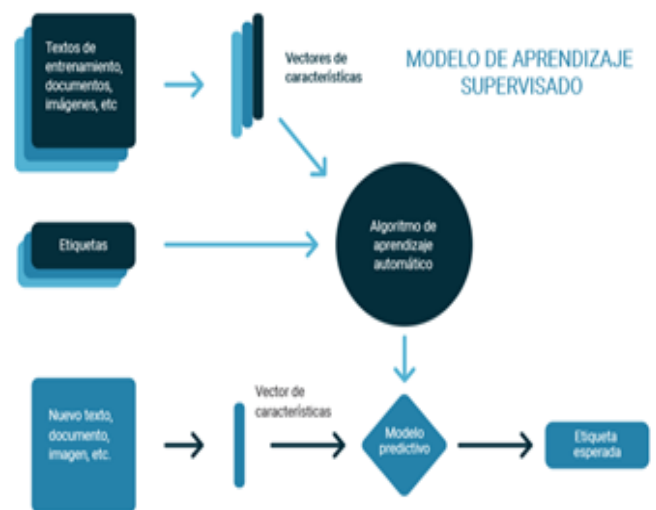 Textos de
entrenamiento,
documentos,
imágenes, etc
Vectores de
características
MODELO DE APRENDIZAJE
SUPERVISADO
Etiquetas
Algoritmo de
aprendizaje
automático
Nuevo texto,
documento,
imagen, etc.
Vector de
características
Modelo
predictivo
Etiqueta
esperada